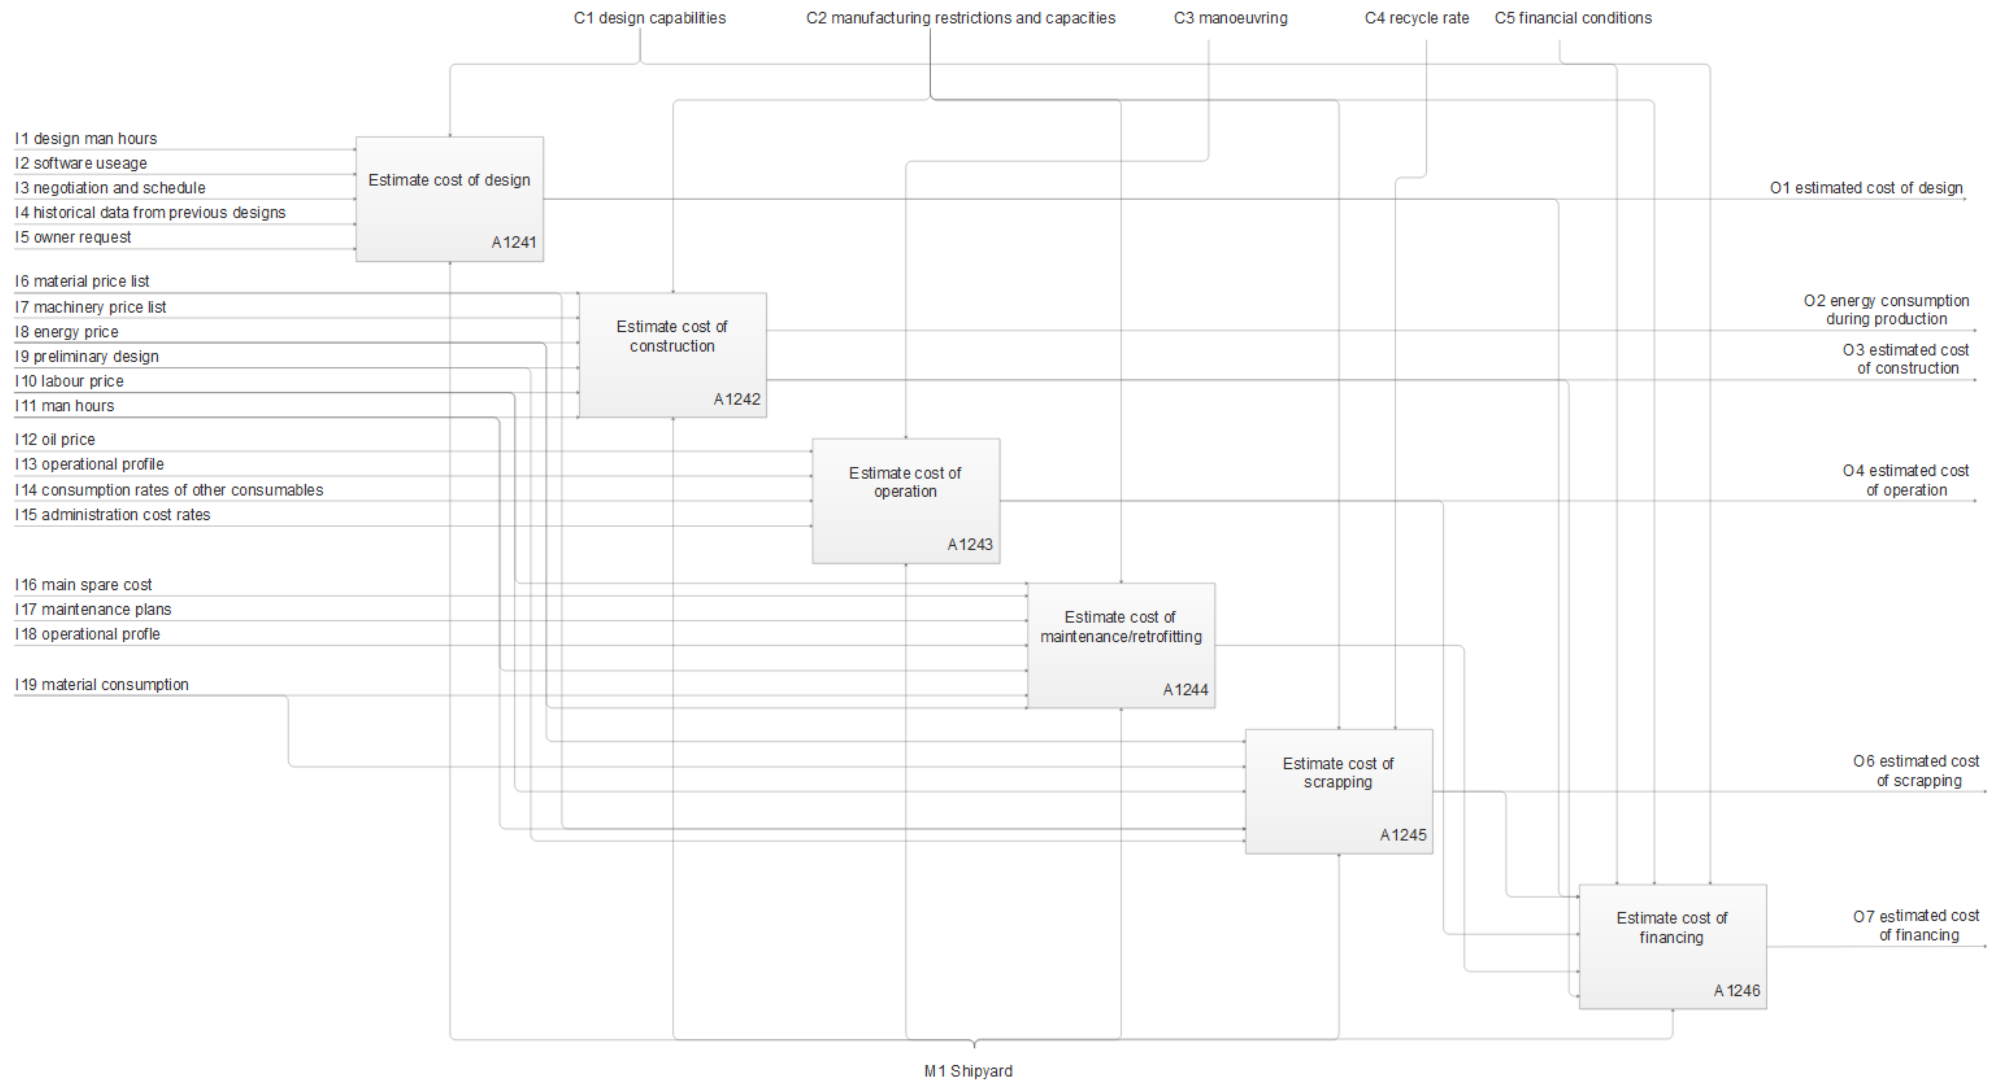 C1 design capabilities
C2 manufacturing restrictions and capacities
C3 manoeuvring
C4 recycle rate
C5 financial conditions
I1 design man hours
I2 software useage
I3 negotiation and schedule
I4 historical data from previous designs
I5 owner request
Estimate cost of design
A1241
O1 estimated cost of design
I6 material price list
I7 machinery price list
I8 energy price
I9 preliminary design
I10 labour price
I11 man hours
Estimate cost of
construction
A1242
O2 energy consumption
during production
O3 estimated cost
of construction
I12 oil price
I13 operational profile
I14 consumption rates of other consumables
I15 administration cost rates
Estimate cost of
operation
A1243
O4 estimated cost
of operation
I16 main spare cost
I17 maintenance plans
I18 operational profle
Estimate cost of
maintenance/retrofitting
A1244
I19 material consumption
Estimate cost of
scrapping
A1245
O6 estimated cost
of scrapping
Estimate cost of
financing
A1246
O7 estimated cost
of financing
M1 Shipyard